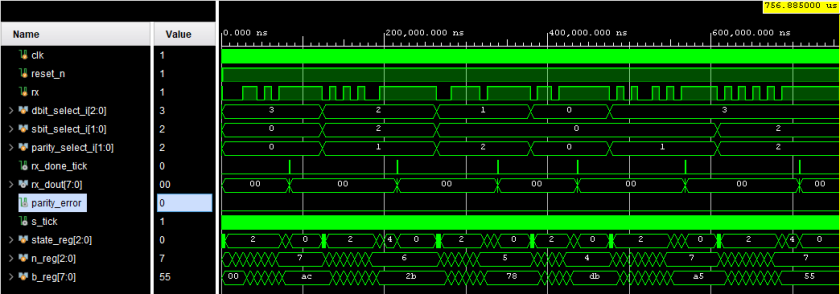 756.885000 us
Name Value 0.000 ns 200,000.000 ns 400,000.000 ns 600,000.000 ns
clk 1
reset_n 1
rx 1
dbit_select_i[2:0] 3 3 2 1 0 3
sbit_select_i[1:0] 2 0 2 0 2
parity_select_i[1:0] 2 0 1 2 0 1 2
rx_done_tick 0
rx_dout[7:0] 00 00 00 00 00 00 00 00
parity_error 0
s_tick 1
state_reg[2:0] 0 2 0 2 4 0 2 0 2 0 2 0 2 4 0
n_reg[2:0] 7 7 6 5 4 7 7
b_reg[7:0] 55 00 ac 2b 78 db a5 55